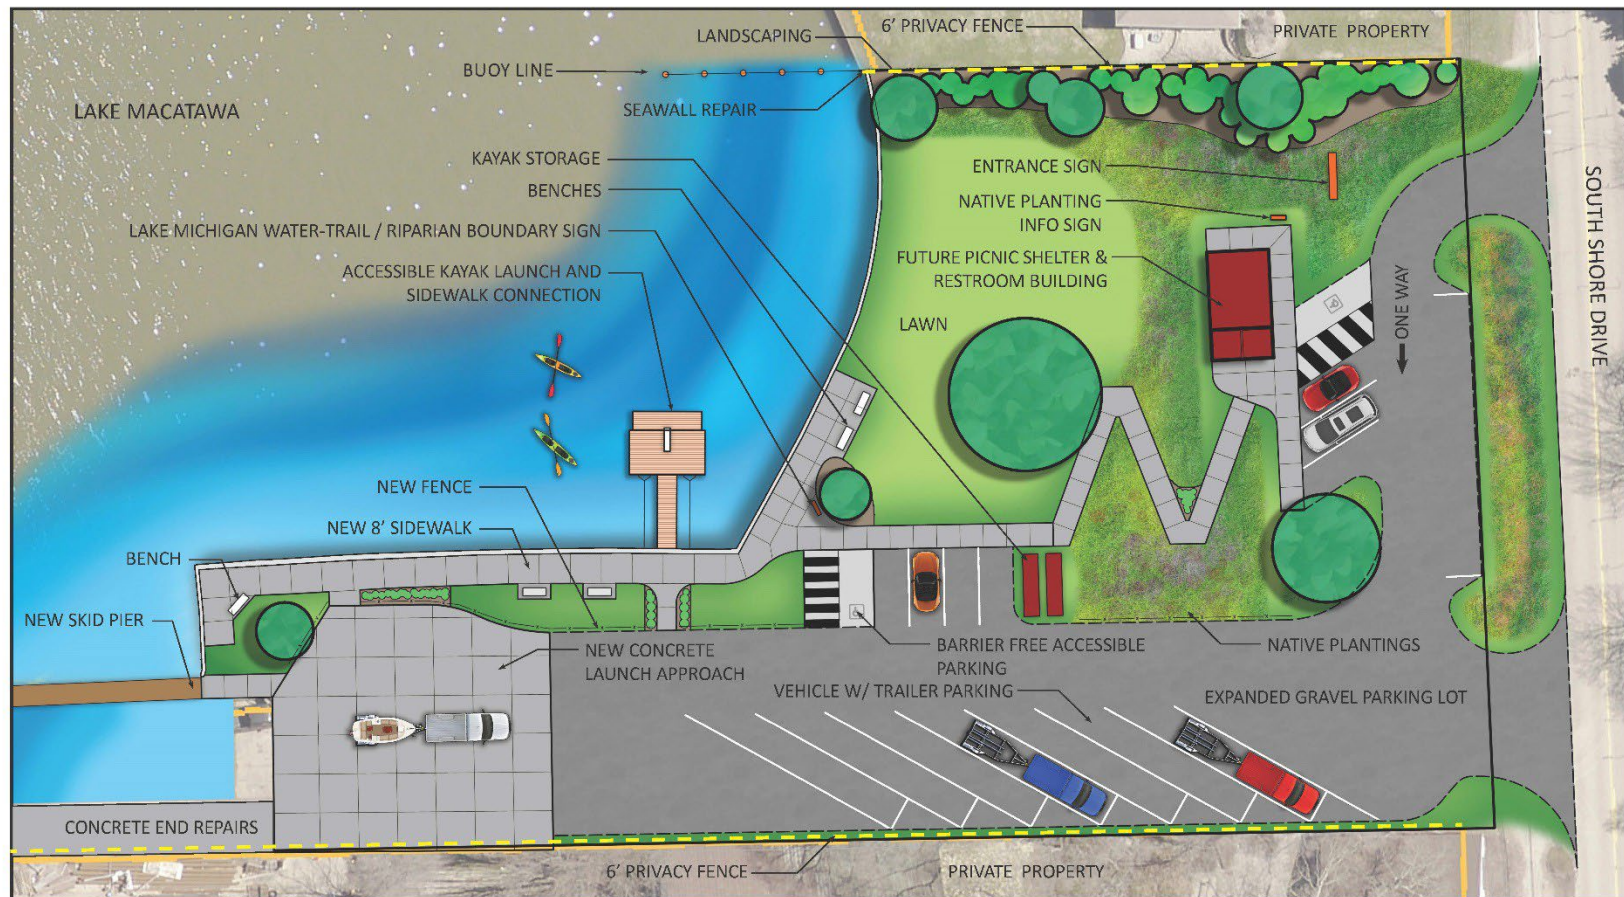 6' PRIVACY FENCE
PRIVATE PROPERTY
LANDSCAPING
BUOY LINE
LAKE MACATAWA
SEAWALL REPAIR
KAYAK STORAGE
BENCHES
LAKE MICHIGAN WATER-TRAIL / RIPARIAN BOUNDARY SIGN
ACCESSIBLE KAYAK LAUNCH AND
SIDEWALK CONNECTION
ENTRANCE SIGN
NATIVE PLANTING
INFO SIGN
FUTURE PICNIC SHELTER &
RESTROOM BUILDING
LAWN
ONE WAY
SOUTH SHORE DRIVE
NEW FENCE
NEW 8' SIDEWALK
BENCH
NEW SKID PIER
NEW CONCRETE
LAUNCH APPROACH
BARRIER FREE ACCESSIBLE
PARKING
NATIVE PLANTINGS
VEHICLE W/ TRAILER PARKING
EXPANDED GRAVEL PARKING LOT
CONCRETE END REPAIRS
6' PRIVACY FENCE
PRIVATE PROPERTY